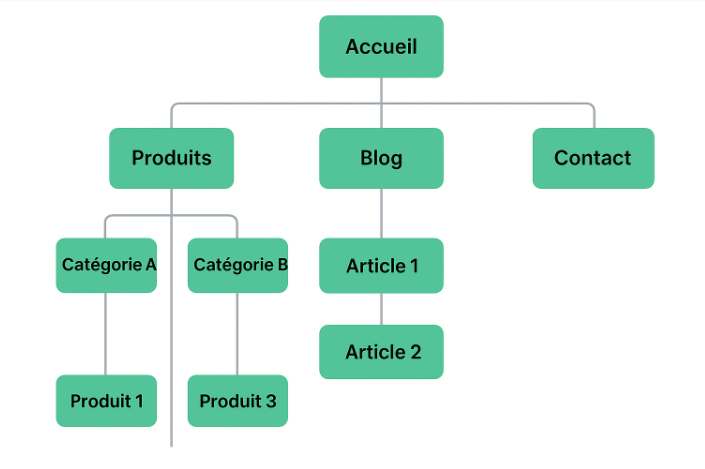 Accueil
Produits
Blog
Contact
Catégorie A
Catégorie B
Article 1
Article 2
Produit 1
Produit 3